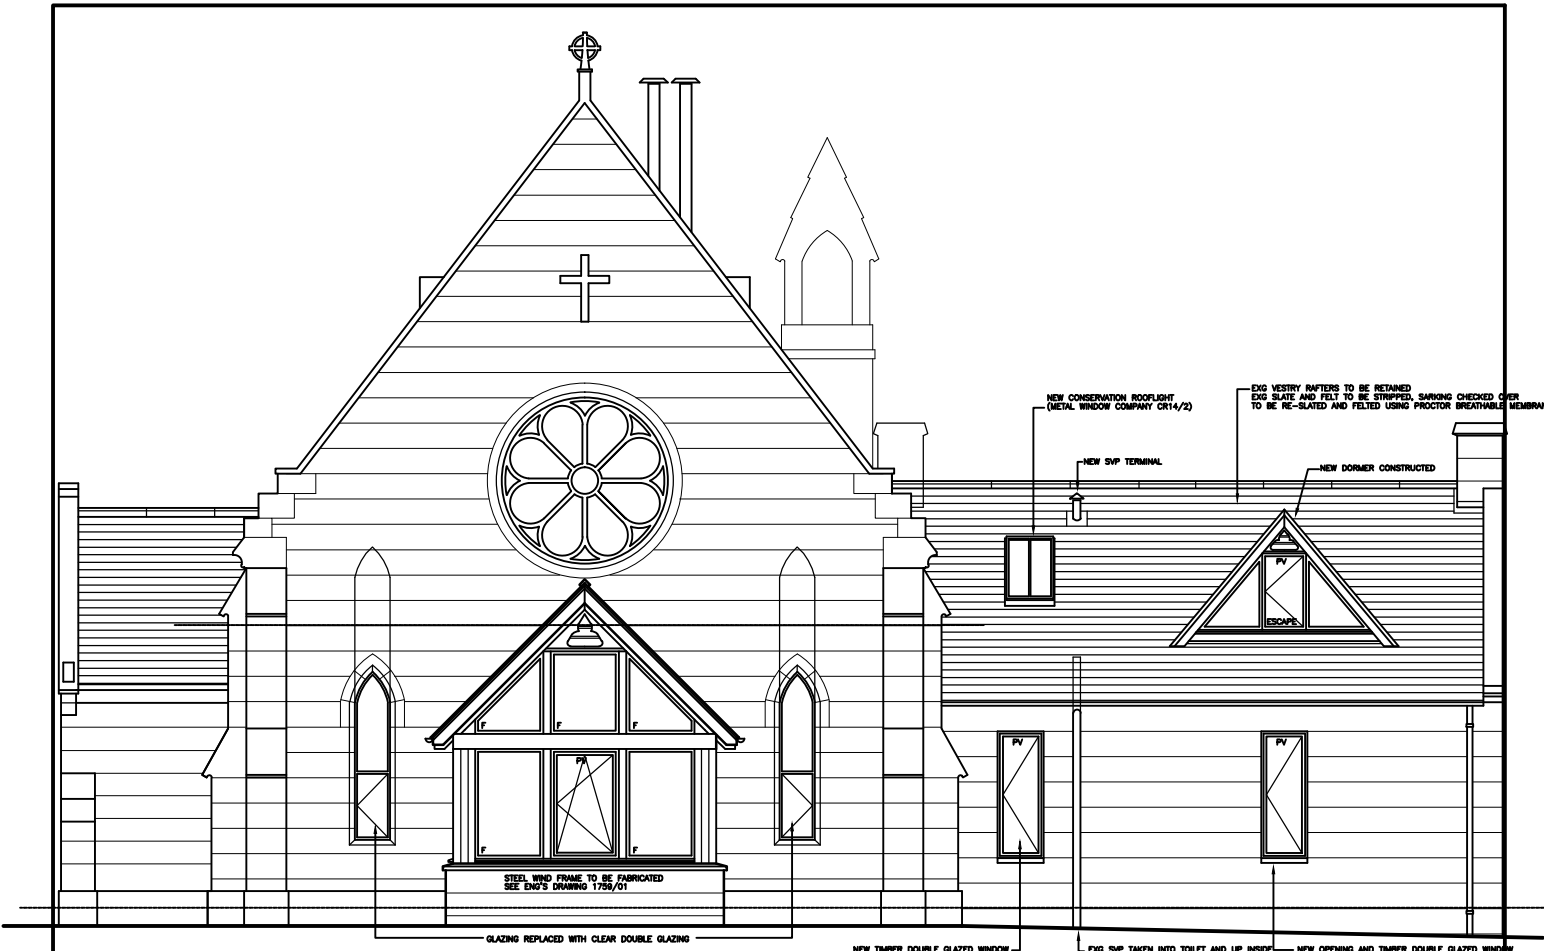 NEW CONSERVATION ROOFLIGHT
(METAL WINDOW COMPANY CR14/2)
EXG VESTRY RAFTERS TO BE RETAINED
EXG SLATE AND FELT TO BE STRIPPED, SARKING CHECKED OVER
TO BE RE-SLATED AND FELTED USING PROCTOR BREATHABLE
NEW SVP TERMINAL
NEW DORMER CONSTRUCTED
PV
ESCAPE
F
F
F
PV
PV
PV
F
F
STEEL WIND FRAME TO BE FABRICATED
SEE ENG'S DRAWING 1759/01
GLAZING REPLACED WITH CLEAR DOUBLE GLAZING
NEW TIMBER DOUBLE GLAZED WINDOW
EXG SVP TAKEN INTO TOILET AND UP INSIDE
NEW OPENING AND TIMBER DOUBLE GLAZED WINDOW